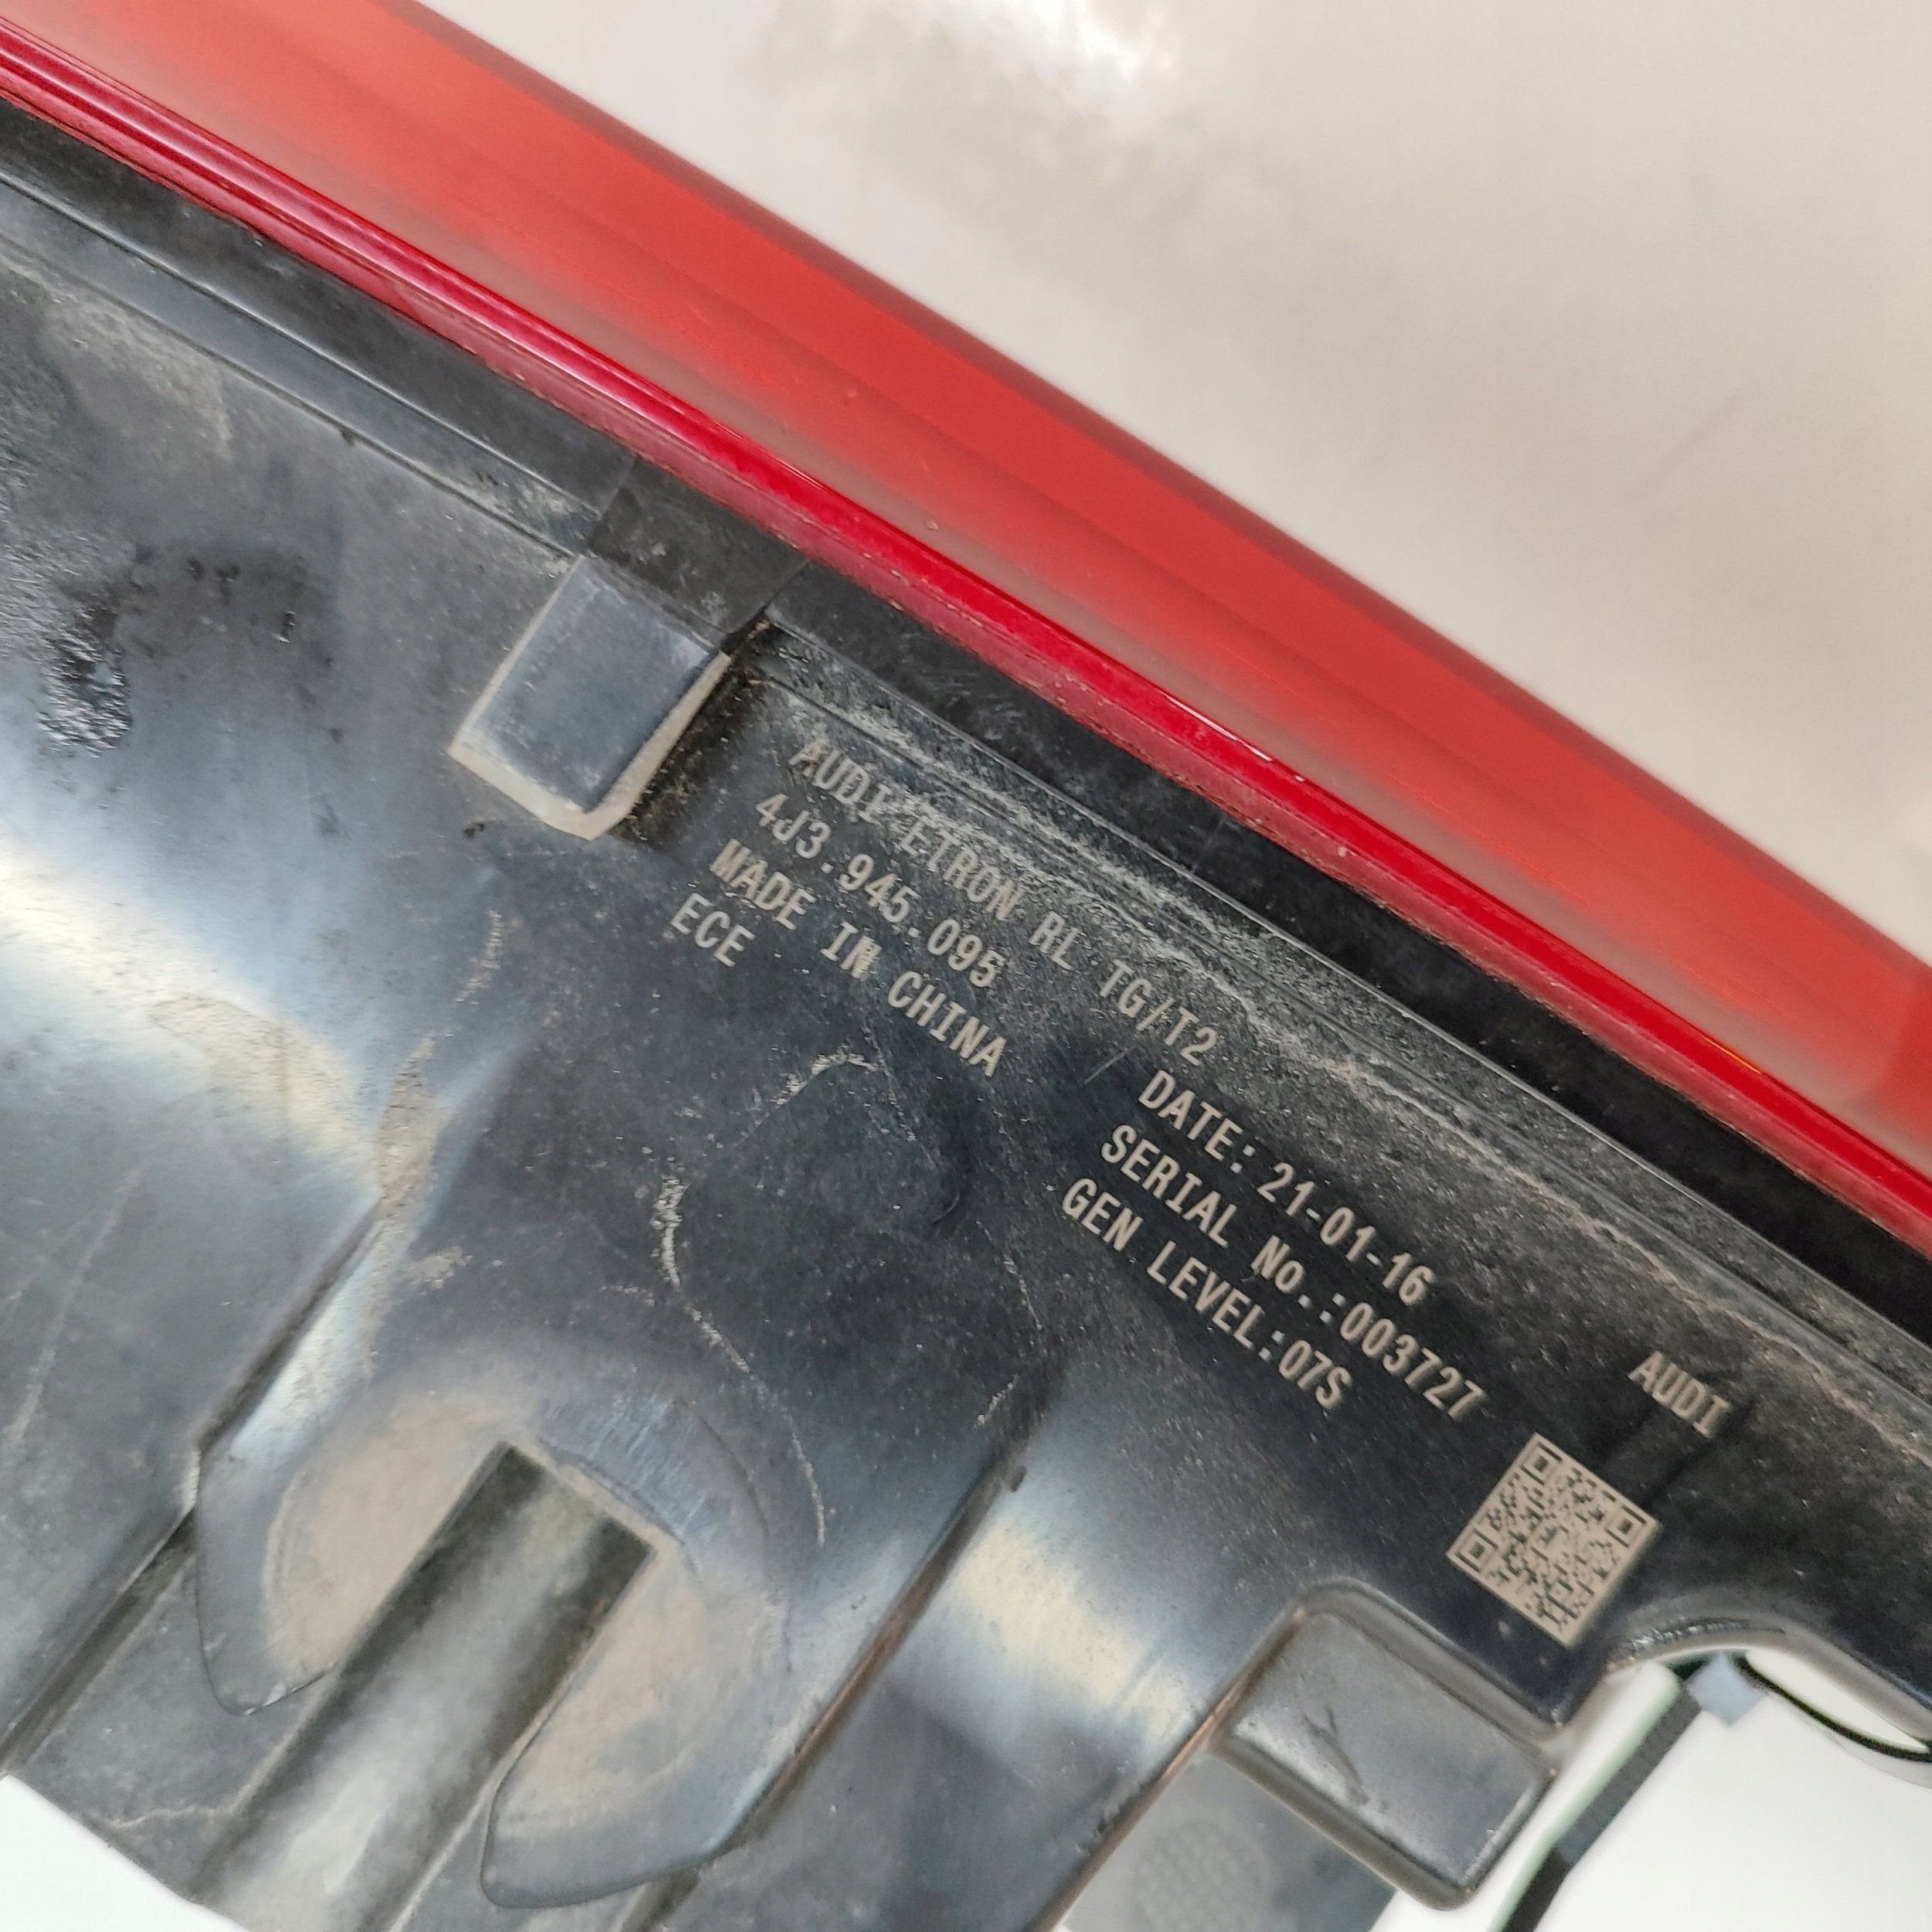 AUDI ETRON RL TG/T2
4J3.945.095
MADE IN CHINA
ECE
DATE: 21-01-16
SERIAL No.:003727
GEN LEVEL:07S
AUDI